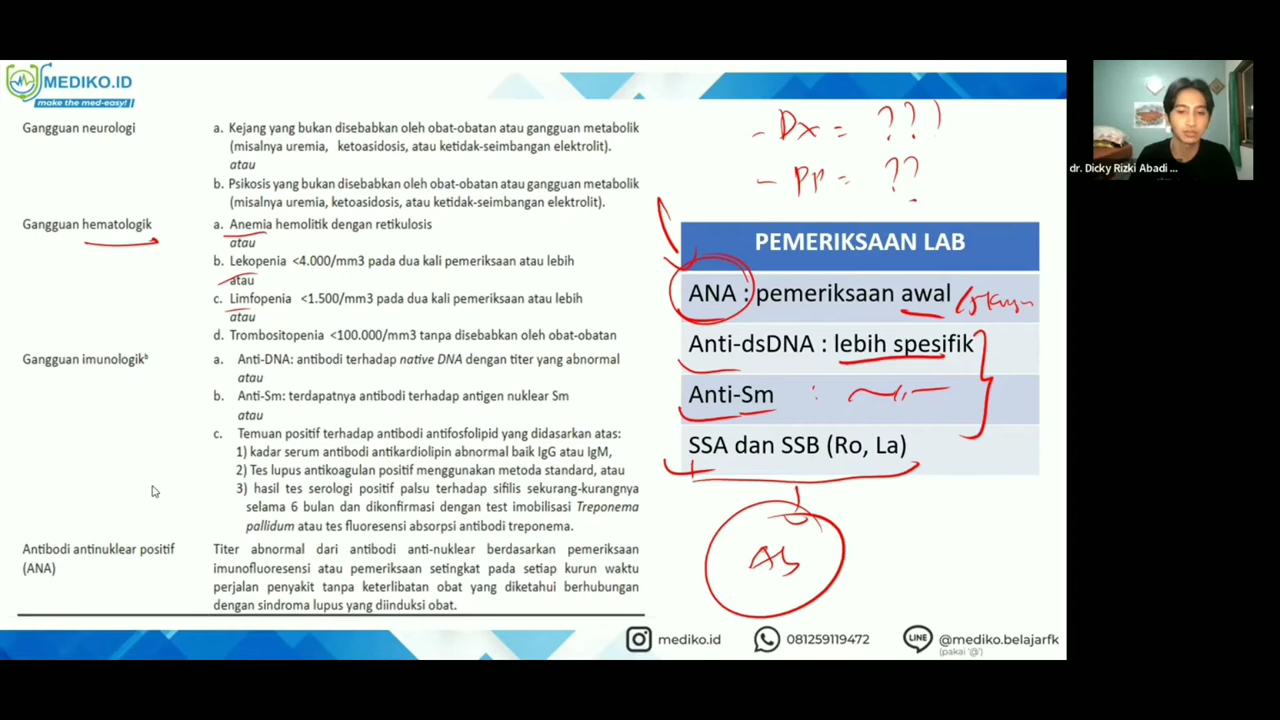 MEDIKO.ID
make the med-easy!
Gangguan neurologi
a. Kejang yang bukan disebabkan oleh obat-obatan atau gangguan metabolik
(misalnya uremia, ketoasidosis, atau ketidak-seimbangan elektrolit).
atau
b. Psikosis yang bukan disebabkan oleh obat-obatan atau gangguan metabolik
(misalnya uremia, ketoasidosis, atau ketidak-seimbangan elektrolit).
Gangguan hematologik
a. Anemia hemolitik dengan retikulosis
atau
b. Lekopenia <4.000/mm3 pada dua kali pemeriksaan atau lebih
atau
c. Limfopenia <1.500/mm3 pada dua kali pemeriksaan atau lebih
atau
d. Trombositopenia <100.000/mm3 tanpa disebabkan oleh obat-obatan
Gangguan imunologikᵇ
a. Anti-DNA: antibodi terhadap native DNA dengan titer yang abnormal
atau
b. Anti-Sm: terdapatnya antibodi terhadap antigen nuklear Sm
atau
c. Temuan positif terhadap antibodi antifosfolipid yang didasarkan atas:
1) kadar serum antibodi antikardiolipin abnormal baik IgG atau IgM,
2) Tes lupus antikoagulan positif menggunakan metoda standard, atau
3) hasil tes serologi positif palsu terhadap sifilis sekurang-kurangnya
selama 6 bulan dan dikonfirmasi dengan test imobilisasi Treponema
pallidum atau tes fluoresensi absorpsi antibodi treponema.
Antibodi antinuklear positif
(ANA)
Titer abnormal dari antibodi anti-nuklear berdasarkan pemeriksaan
imunofluoresensi atau pemeriksaan setingkat pada setiap kurun waktu
perjalan penyakit tanpa keterlibatan obat yang diketahui berhubungan
dengan sindroma lupus yang diinduksi obat.
- Dx = ???
- PP = ??
PEMERIKSAAN LAB
ANA : pemeriksaan awal
Anti-dsDNA : lebih spesifik
Anti-Sm :
SSA dan SSB (Ro, La)
mediko.id
081259119472
@mediko.belajarfk
(pakai '@')
dr. Dicky Rizki Abadi ...